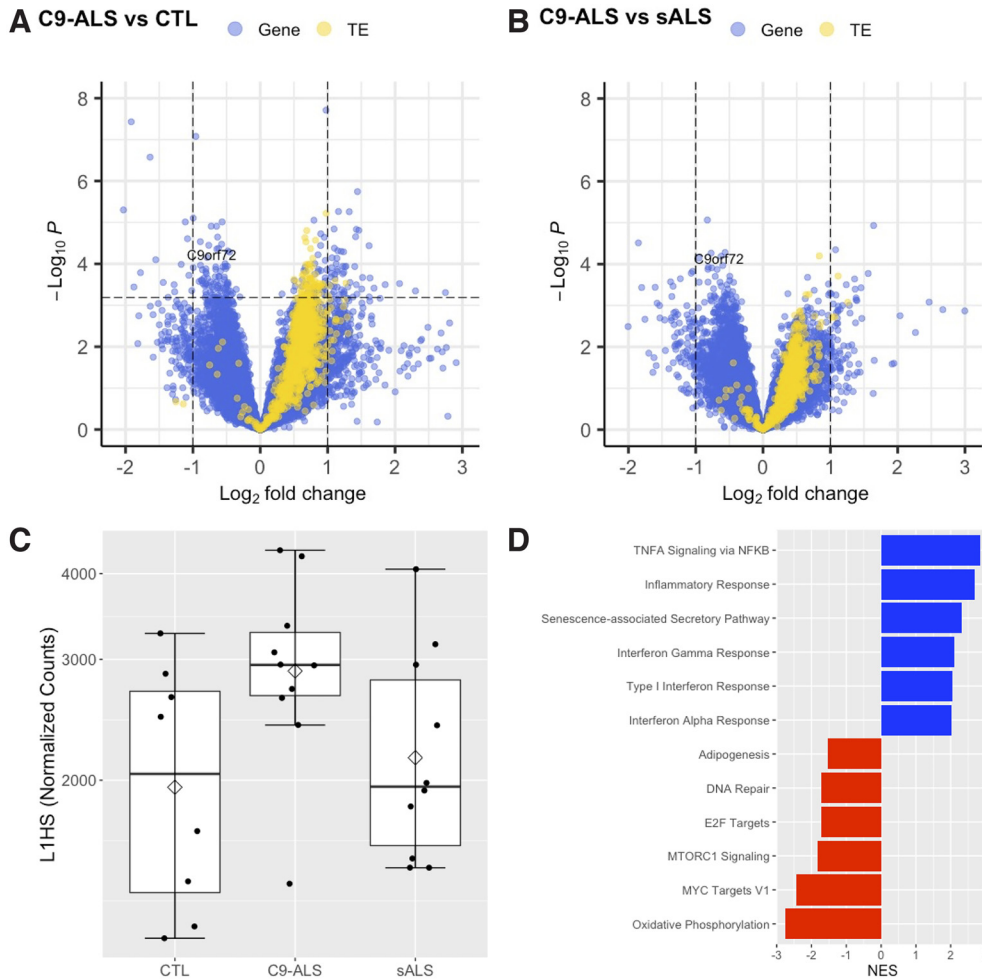 A C9-ALS vs CTL
Gene TE
8
6
4
2
0
-2 -1 0 1 2 3
C9orf72
−Log10 P
Log2 fold change
B C9-ALS vs sALS
Gene TE
8
6
4
2
0
-2 -1 0 1 2 3
C9orf72
−Log10 P
Log2 fold change
C
L1HS (Normalized Counts)
4000
3000
2000
CTL C9-ALS sALS
D
TNFA Signaling via NFKB
Inflammatory Response
Senescence-associated Secretory Pathway
Interferon Gamma Response
Type I Interferon Response
Interferon Alpha Response
Adipogenesis
DNA Repair
E2F Targets
MTORC1 Signaling
MYC Targets V1
Oxidative Phosphorylation
-3 -2 -1 0 1 2
NES